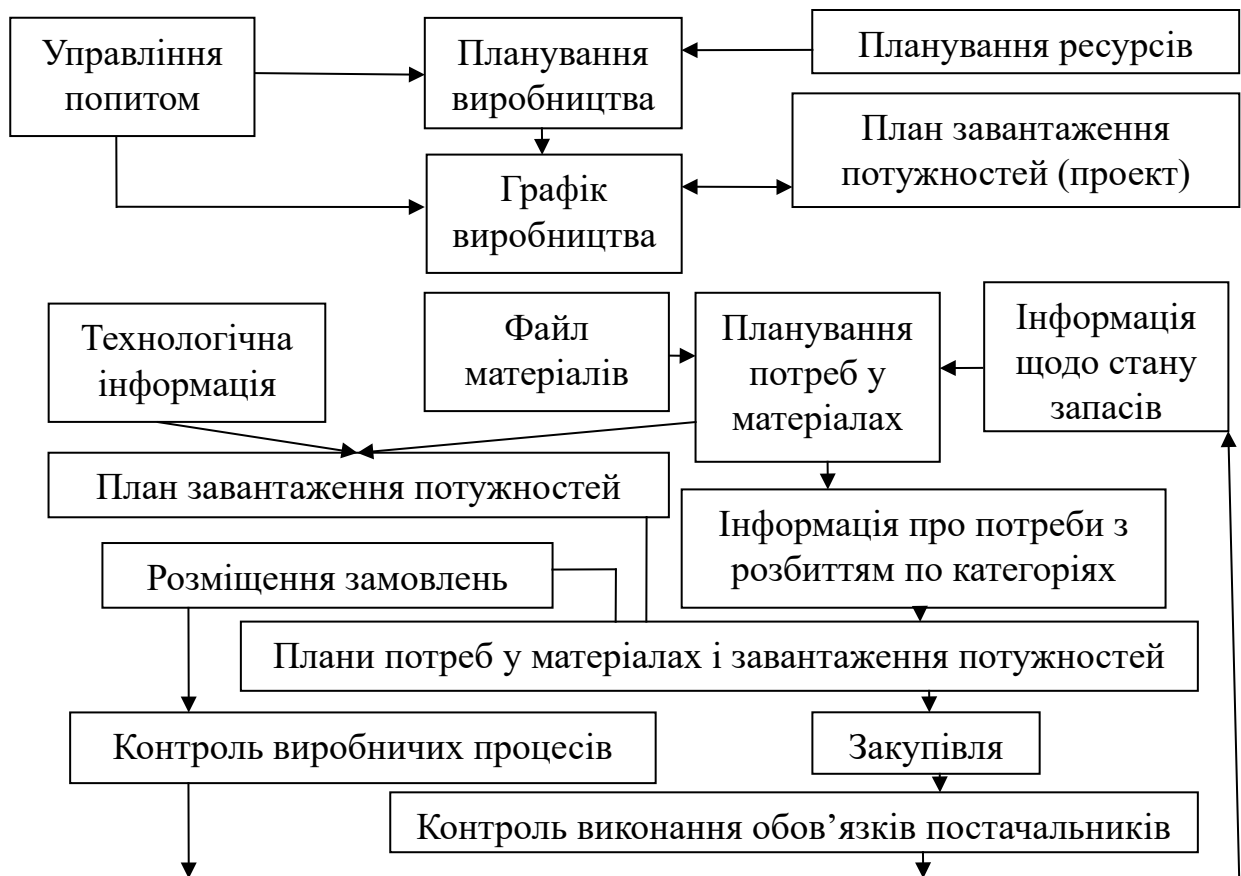 Управління
попитом
Планування
виробництва
Планування ресурсів
План завантаження
потужностей (проект)
Графік
виробництва
Технологічна
інформація
Файл
матеріалів
Планування
потреб у
матеріалах
Інформація
щодо стану
запасів
План завантаження потужностей
Інформація про потреби з
розбиттям по категоріях
Розміщення замовлень
Плани потреб у матеріалах і завантаження потужностей
Контроль виробничих процесів
Закупівля
Контроль виконання обов’язків постачальників